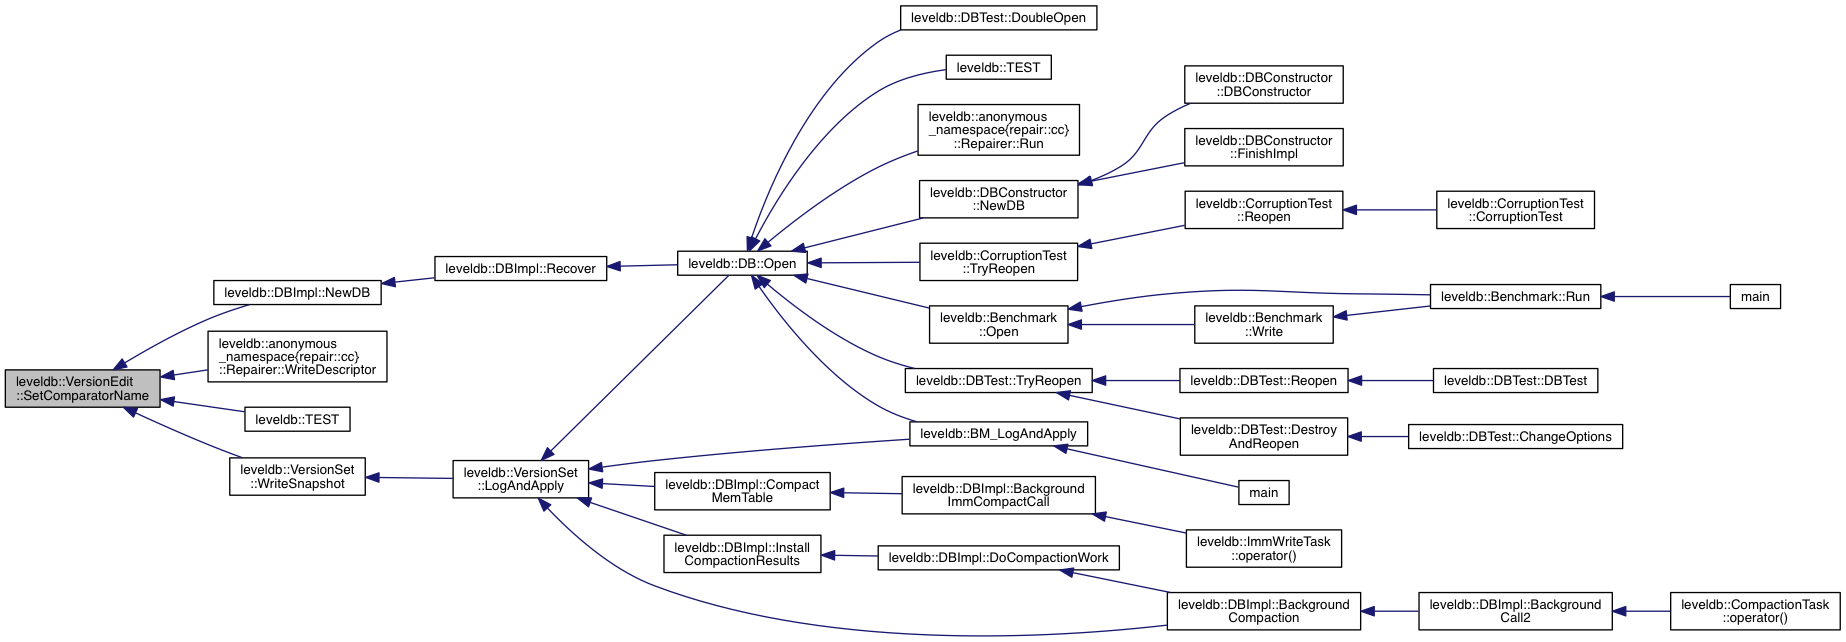 leveldb::DBTest::DoubleOpen
leveldb::TEST
leveldb::DBConstructor
::DBConstructor
leveldb::anonymous
_namespace{repair::cc}
::Repairer::Run
leveldb::DBConstructor
::FinishImpl
leveldb::DBConstructor
::NewDB
leveldb::CorruptionTest
::Reopen
leveldb::CorruptionTest
::CorruptionTest
leveldb::CorruptionTest
::TryReopen
leveldb::DB::Open
leveldb::DBImpl::Recover
leveldb::DBImpl::NewDB
leveldb::Benchmark
::Open
leveldb::Benchmark
::Write
leveldb::Benchmark::Run
main
leveldb::anonymous
_namespace{repair::cc}
::Repairer::WriteDescriptor
leveldb::VersionEdit
::SetComparatorName
leveldb::DBTest::TryReopen
leveldb::DBTest::Reopen
leveldb::DBTest::DBTest
leveldb::TEST
leveldb::BM_LogAndApply
leveldb::DBTest::Destroy
AndReopen
leveldb::DBTest::ChangeOptions
leveldb::VersionSet
::WriteSnapshot
leveldb::VersionSet
::LogAndApply
leveldb::DBImpl::Compact
MemTable
leveldb::DBImpl::Background
ImmCompactCall
main
leveldb::ImmWriteTask
::operator()
leveldb::DBImpl::Install
CompactionResults
leveldb::DBImpl::DoCompactionWork
leveldb::DBImpl::Background
Compaction
leveldb::DBImpl::Background
Call2
leveldb::CompactionTask
::operator()